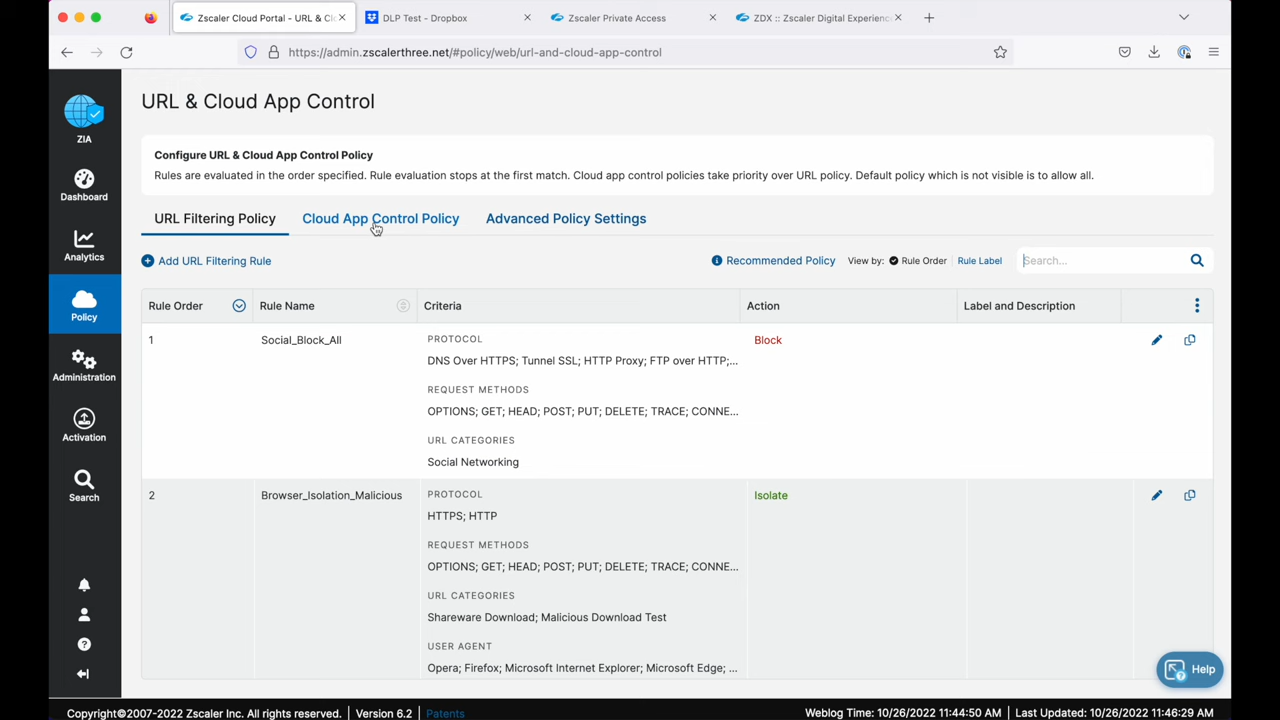 Zscaler Cloud Portal - URL & Cl
DLP Test - Dropbox
Zscaler Private Access
ZDX :: Zscaler Digital Experienc
https://admin.zscalerthree.net/#policy/web/url-and-cloud-app-control
ZIA
Dashboard
Analytics
Policy
Administration
Activation
Search
URL & Cloud App Control
Configure URL & Cloud App Control Policy
Rules are evaluated in the order specified. Rule evaluation stops at the first match. Cloud app control policies take priority over URL policy. Default policy which is not visible is to allow all.
URL Filtering Policy
Cloud App Control Policy
Advanced Policy Settings
Add URL Filtering Rule
Recommended Policy
View by: Rule Order Rule Label
Search...
Rule Order Rule Name Criteria Action Label and Description
1 Social_Block_All PROTOCOL Block
DNS Over HTTPS; Tunnel SSL; HTTP Proxy; FTP over HTTP;...
REQUEST METHODS
OPTIONS; GET; HEAD; POST; PUT; DELETE; TRACE; CONNE...
URL CATEGORIES
Social Networking
2 Browser_Isolation_Malicious PROTOCOL Isolate
HTTPS; HTTP
REQUEST METHODS
OPTIONS; GET; HEAD; POST; PUT; DELETE; TRACE; CONNE...
URL CATEGORIES
Shareware Download; Malicious Download Test
USER AGENT
Opera; Firefox; Microsoft Internet Explorer; Microsoft Edge; ...
Help
Copyright©2007-2022 Zscaler Inc. All rights reserved. | Version 6.2 | Patents
Weblog Time: 10/26/2022 11:44:50 AM | Last Updated: 10/26/2022 11:46:29 AM